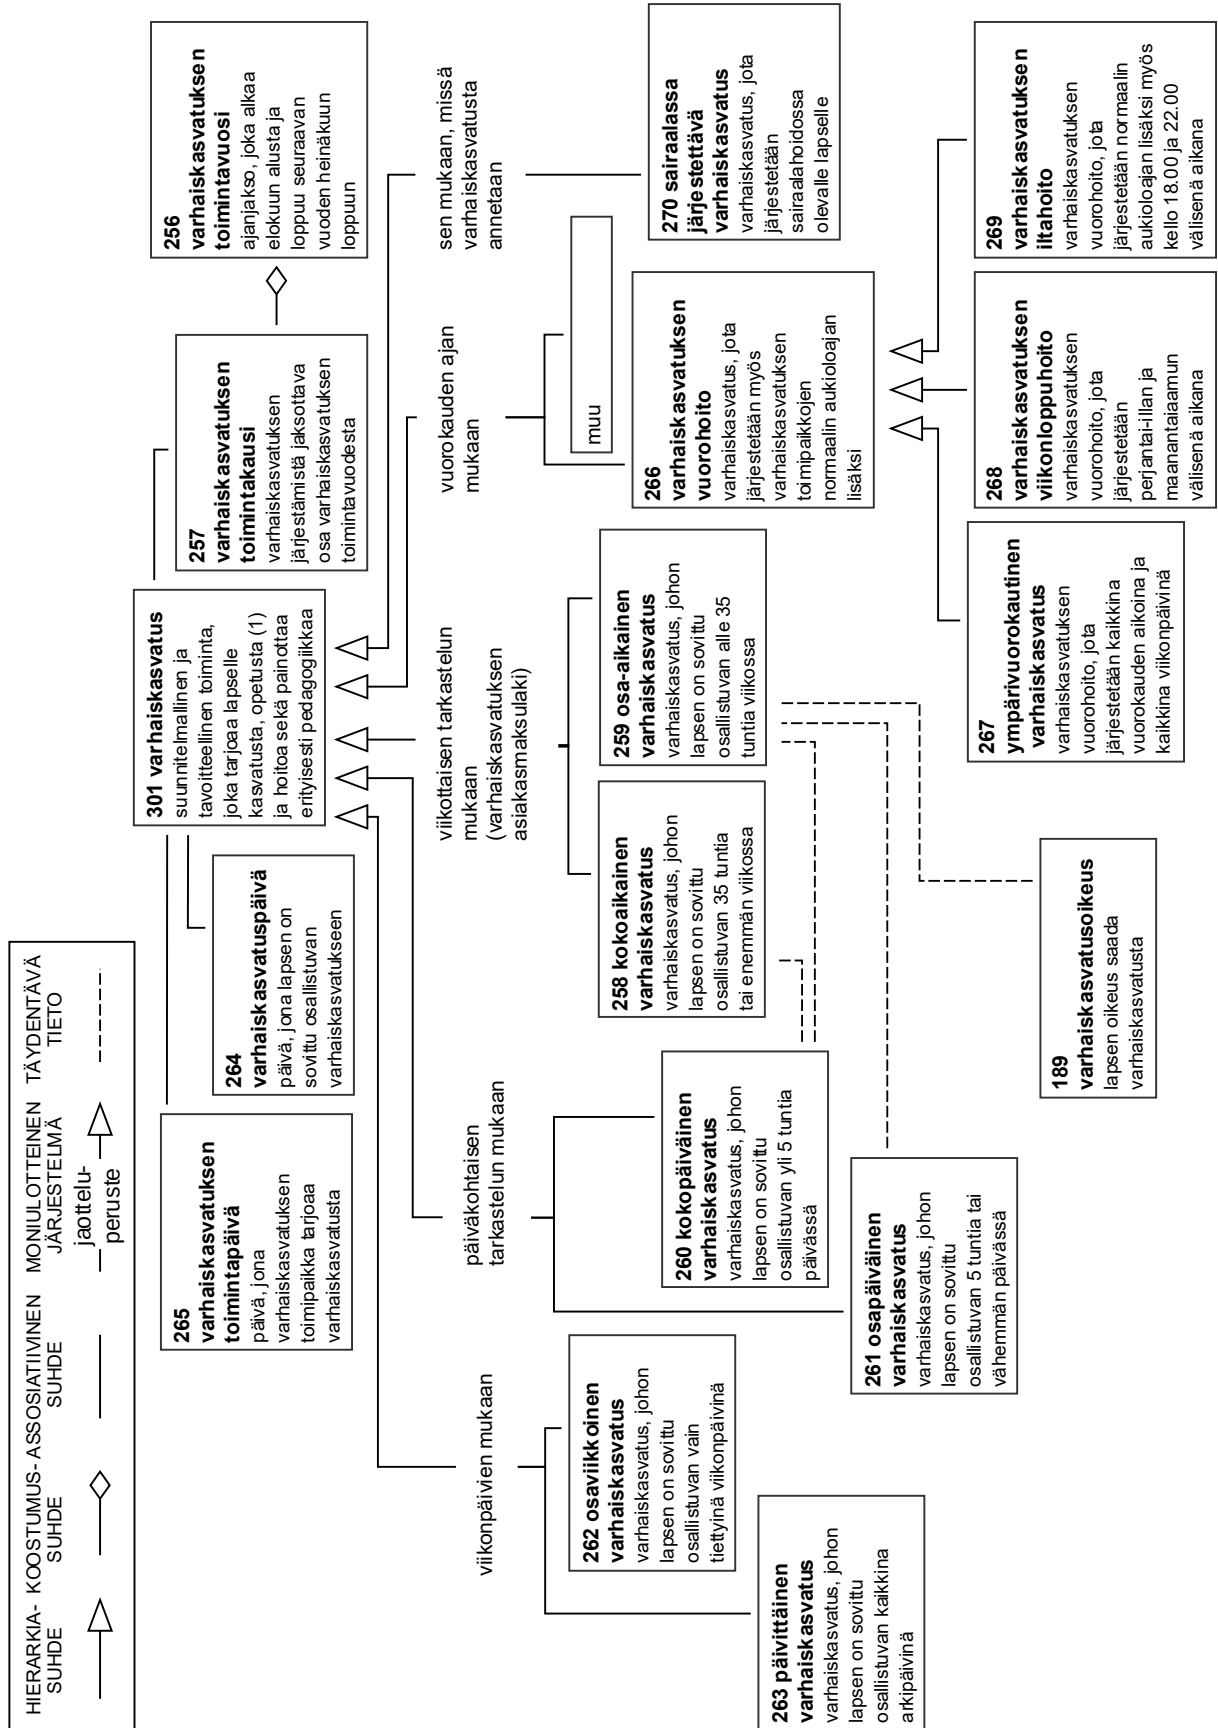 HIERARKIA-
SUHDE
KOOSTUMUS-
SUHDE
ASSOSIATIIVINEN
SUHDE
MONIULOTTEINEN
JÄRJESTELMÄ
jaottelu-
peruste
TÄYDENTÄVÄ
TIETO
265
varhaiskasvatuksen
toimintapäivä
päivä, jona
varhaiskasvatuksen
toimipaikka tarjoaa
varhaiskasvatusta
264
varhaiskasvatuspäivä
päivä, jona lapsen on
sovittu osallistuvan
varhaiskasvatukseen
301 varhaiskasvatus
suunnitelmallinen ja
tavoitteellinen toiminta,
joka tarjoaa lapselle
kasvatusta, opetusta (1)
ja hoitoa sekä painottaa
erityisesti pedagogiikkaa
257
varhaiskasvatuksen
toimintakausi
varhaiskasvatuksen
järjestämistä jaksottava
osa varhaiskasvatuksen
toimintavuodesta
256
varhaiskasvatuksen
toimintavuosi
ajanjakso, joka alkaa
elokuun alusta ja
loppuu seuraavan
vuoden heinäkuun
loppuun
viikonpäivien mukaan
päiväkohtaisen
tarkastelun mukaan
viikottaisen tarkastelun
mukaan
(varhaiskasvatuksen
asiakasmaksulaki)
vuorokauden ajan
mukaan
sen mukaan, missä
varhaiskasvatusta
annetaan
262 osaviikkoinen
varhaiskasvatus
varhaiskasvatus, johon
lapsen on sovittu
osallistuvan vain
tiettyinä viikonpäivinä
263 päivittäinen
varhaiskasvatus
varhaiskasvatus, johon
lapsen on sovittu
osallistuvan kaikkina
arkipäivinä
260 kokopäiväinen
varhaiskasvatus
varhaiskasvatus, johon
lapsen on sovittu
osallistuvan yli 5 tuntia
päivässä
261 osapäiväinen
varhaiskasvatus
varhaiskasvatus, johon
lapsen on sovittu
osallistuvan 5 tuntia tai
vähemmän päivässä
258 kokoaikainen
varhaiskasvatus
varhaiskasvatus, johon
lapsen on sovittu
osallistuvan 35 tuntia
tai enemmän viikossa
259 osa-aikainen
varhaiskasvatus
varhaiskasvatus, johon
lapsen on sovittu
osallistuvan alle 35
tuntia viikossa
189
varhaiskasvatusoikeus
lapsen oikeus saada
varhaiskasvatusta
muu
266
varhaiskasvatuksen
vuorohoito
varhaiskasvatus, jota
järjestetään myös
varhaiskasvatuksen
toimipaikkojen
normaalin aukioloajan
lisäksi
270 sairaalassa
järjestettävä
varhaiskasvatus
varhaiskasvatus, jota
järjestetään
sairaalahoidossa
olevalle lapselle
267
ympärivuorokautinen
varhaiskasvatus
varhaiskasvatuksen
vuorohoito, jota
järjestetään kaikkina
vuorokauden aikoina ja
kaikkina viikonpäivinä
268
varhaiskasvatuksen
viikonloppuhoito
varhaiskasvatuksen
vuorohoito, jota
järjestetään
perjantai-illan ja
maanantaiaamun
välisenä aikana
269
varhaiskasvatuksen
iltahoito
varhaiskasvatuksen
vuorohoito, jota
järjestetään normaalin
aukioloajan lisäksi myös
kello 18.00 ja 22.00
välisenä aikana